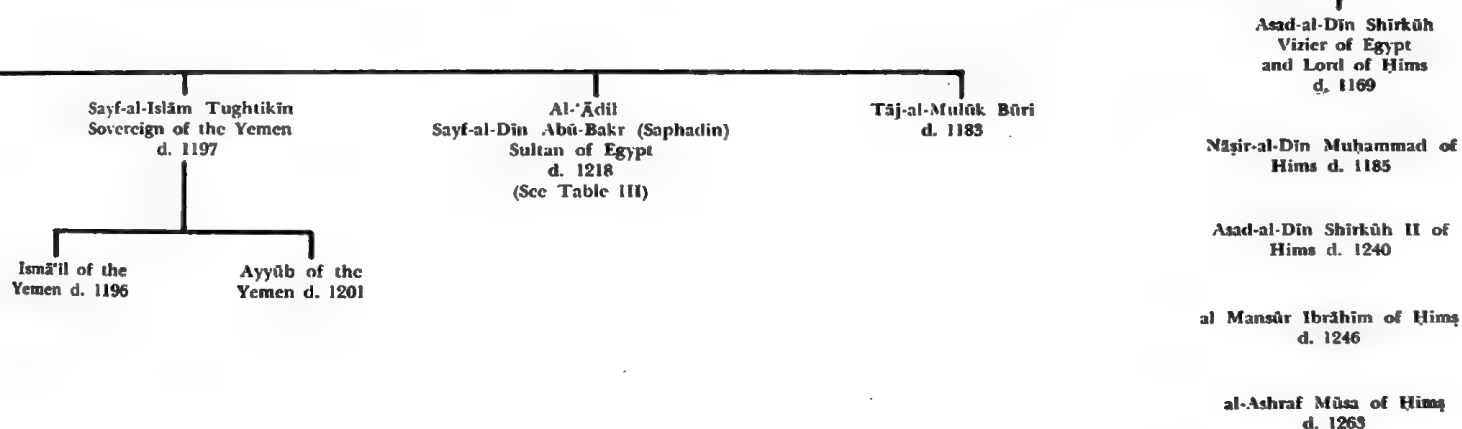 Asad-al-Dīn Shīrkūh
Vizier of Egypt
and Lord of Ḥims
d. 1169
Sayf-al-Islām Tughtikīn
Sovereign of the Yemen
d. 1197
Al-'Ādil
Sayf-al-Dīn Abū-Bakr (Saphadin)
Sultan of Egypt
d. 1218
(See Table III)
Tāj-al-Mulūk Būri
d. 1183
Nāṣir-al-Dīn Muḥammad of
Hims d. 1185
Asad-al-Dīn Shīrkūh II of
Hims d. 1240
Ismā'il of the
Yemen d. 1196
Ayyūb of the
Yemen d. 1201
al Mansūr Ibrāhīm of Ḥimṣ
d. 1246
al-Ashraf Mūsa of Ḥimṣ
d. 1263